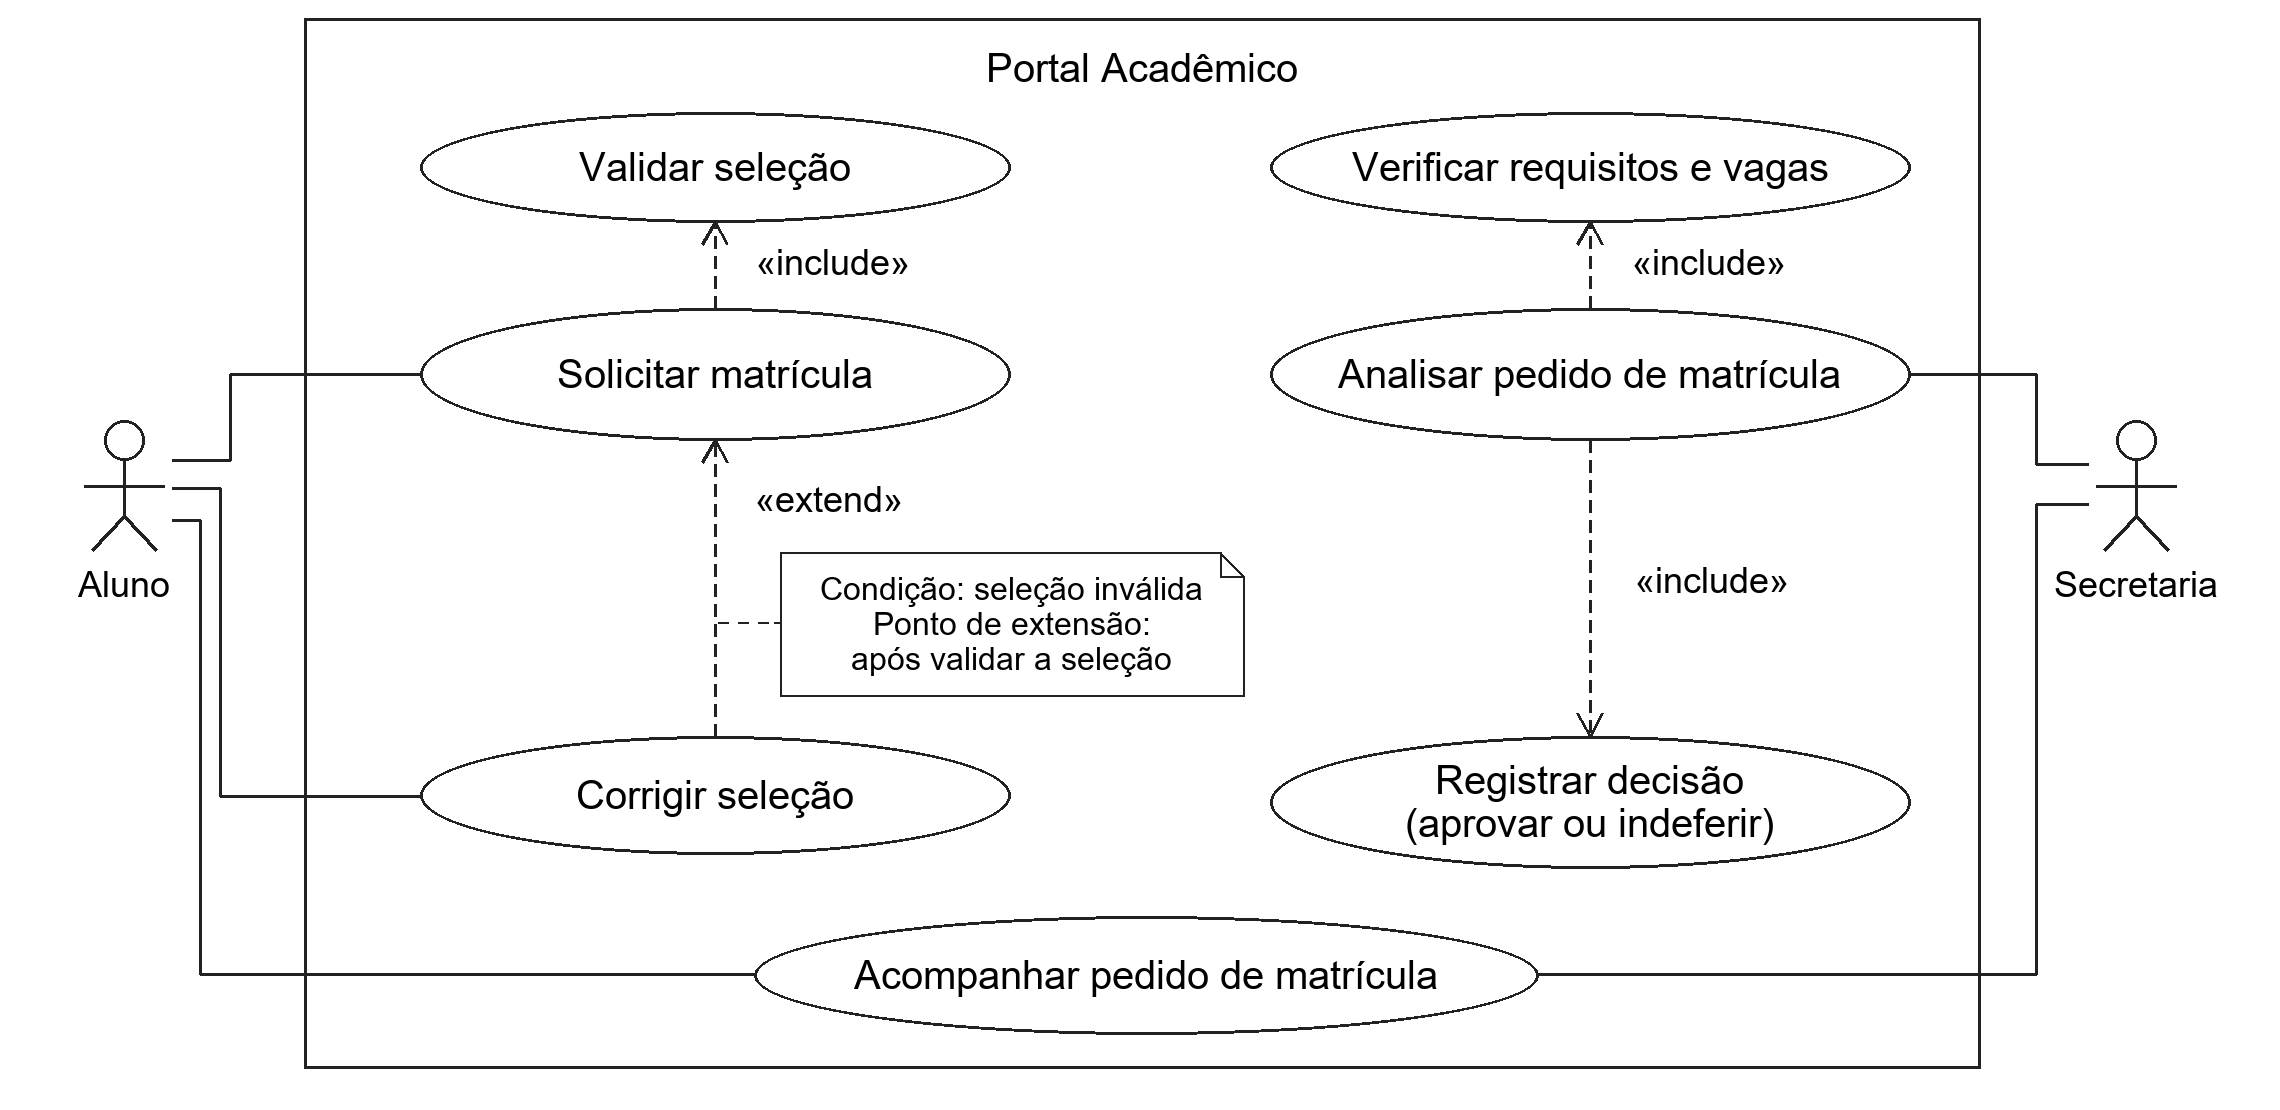 Portal Acadêmico
Validar seleção
Verificar requisitos e vagas
«include»
«include»
Solicitar matrícula
Analisar pedido de matrícula
Aluno
Secretaria
«extend»
«include»
Condição: seleção inválida
Ponto de extensão:
após validar a seleção
Corrigir seleção
Registrar decisão
(aprovar ou indeferir)
Acompanhar pedido de matrícula